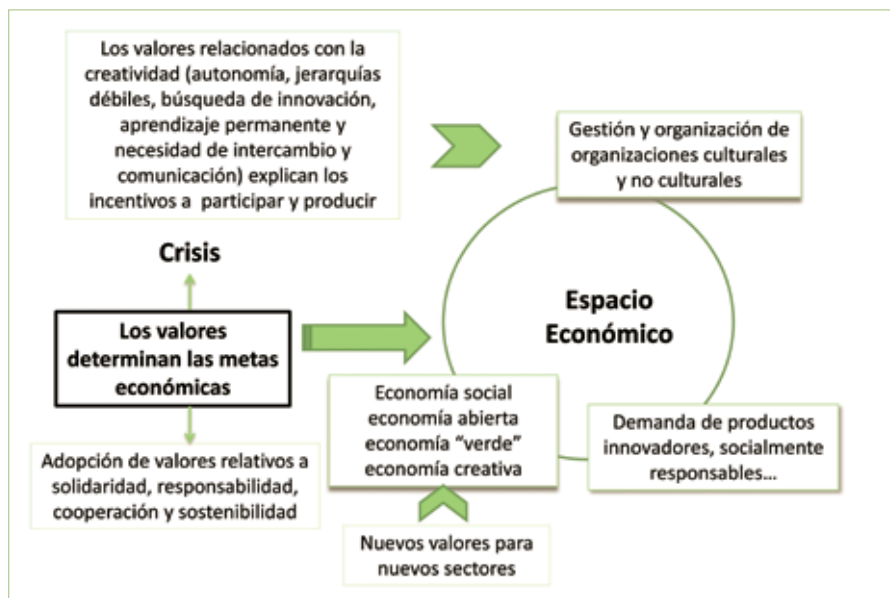 Los valores relacionados con la
creatividad (autonomía, jerarquías
débiles, búsqueda de innovación,
aprendizaje permanente y
necesidad de intercambio y
comunicación) explican los
incentivos a participar y producir
Gestión y organización de
organizaciones culturales
y no culturales
Crisis
Los valores
determinan las metas
económicas
Espacio
Económico
Economía social
economía abierta
economía “verde”
economía creativa
Demanda de productos
innovadores, socialmente
responsables...
Adopción de valores relativos a
solidaridad, responsabilidad,
cooperación y sostenibilidad
Nuevos valores para
nuevos sectores